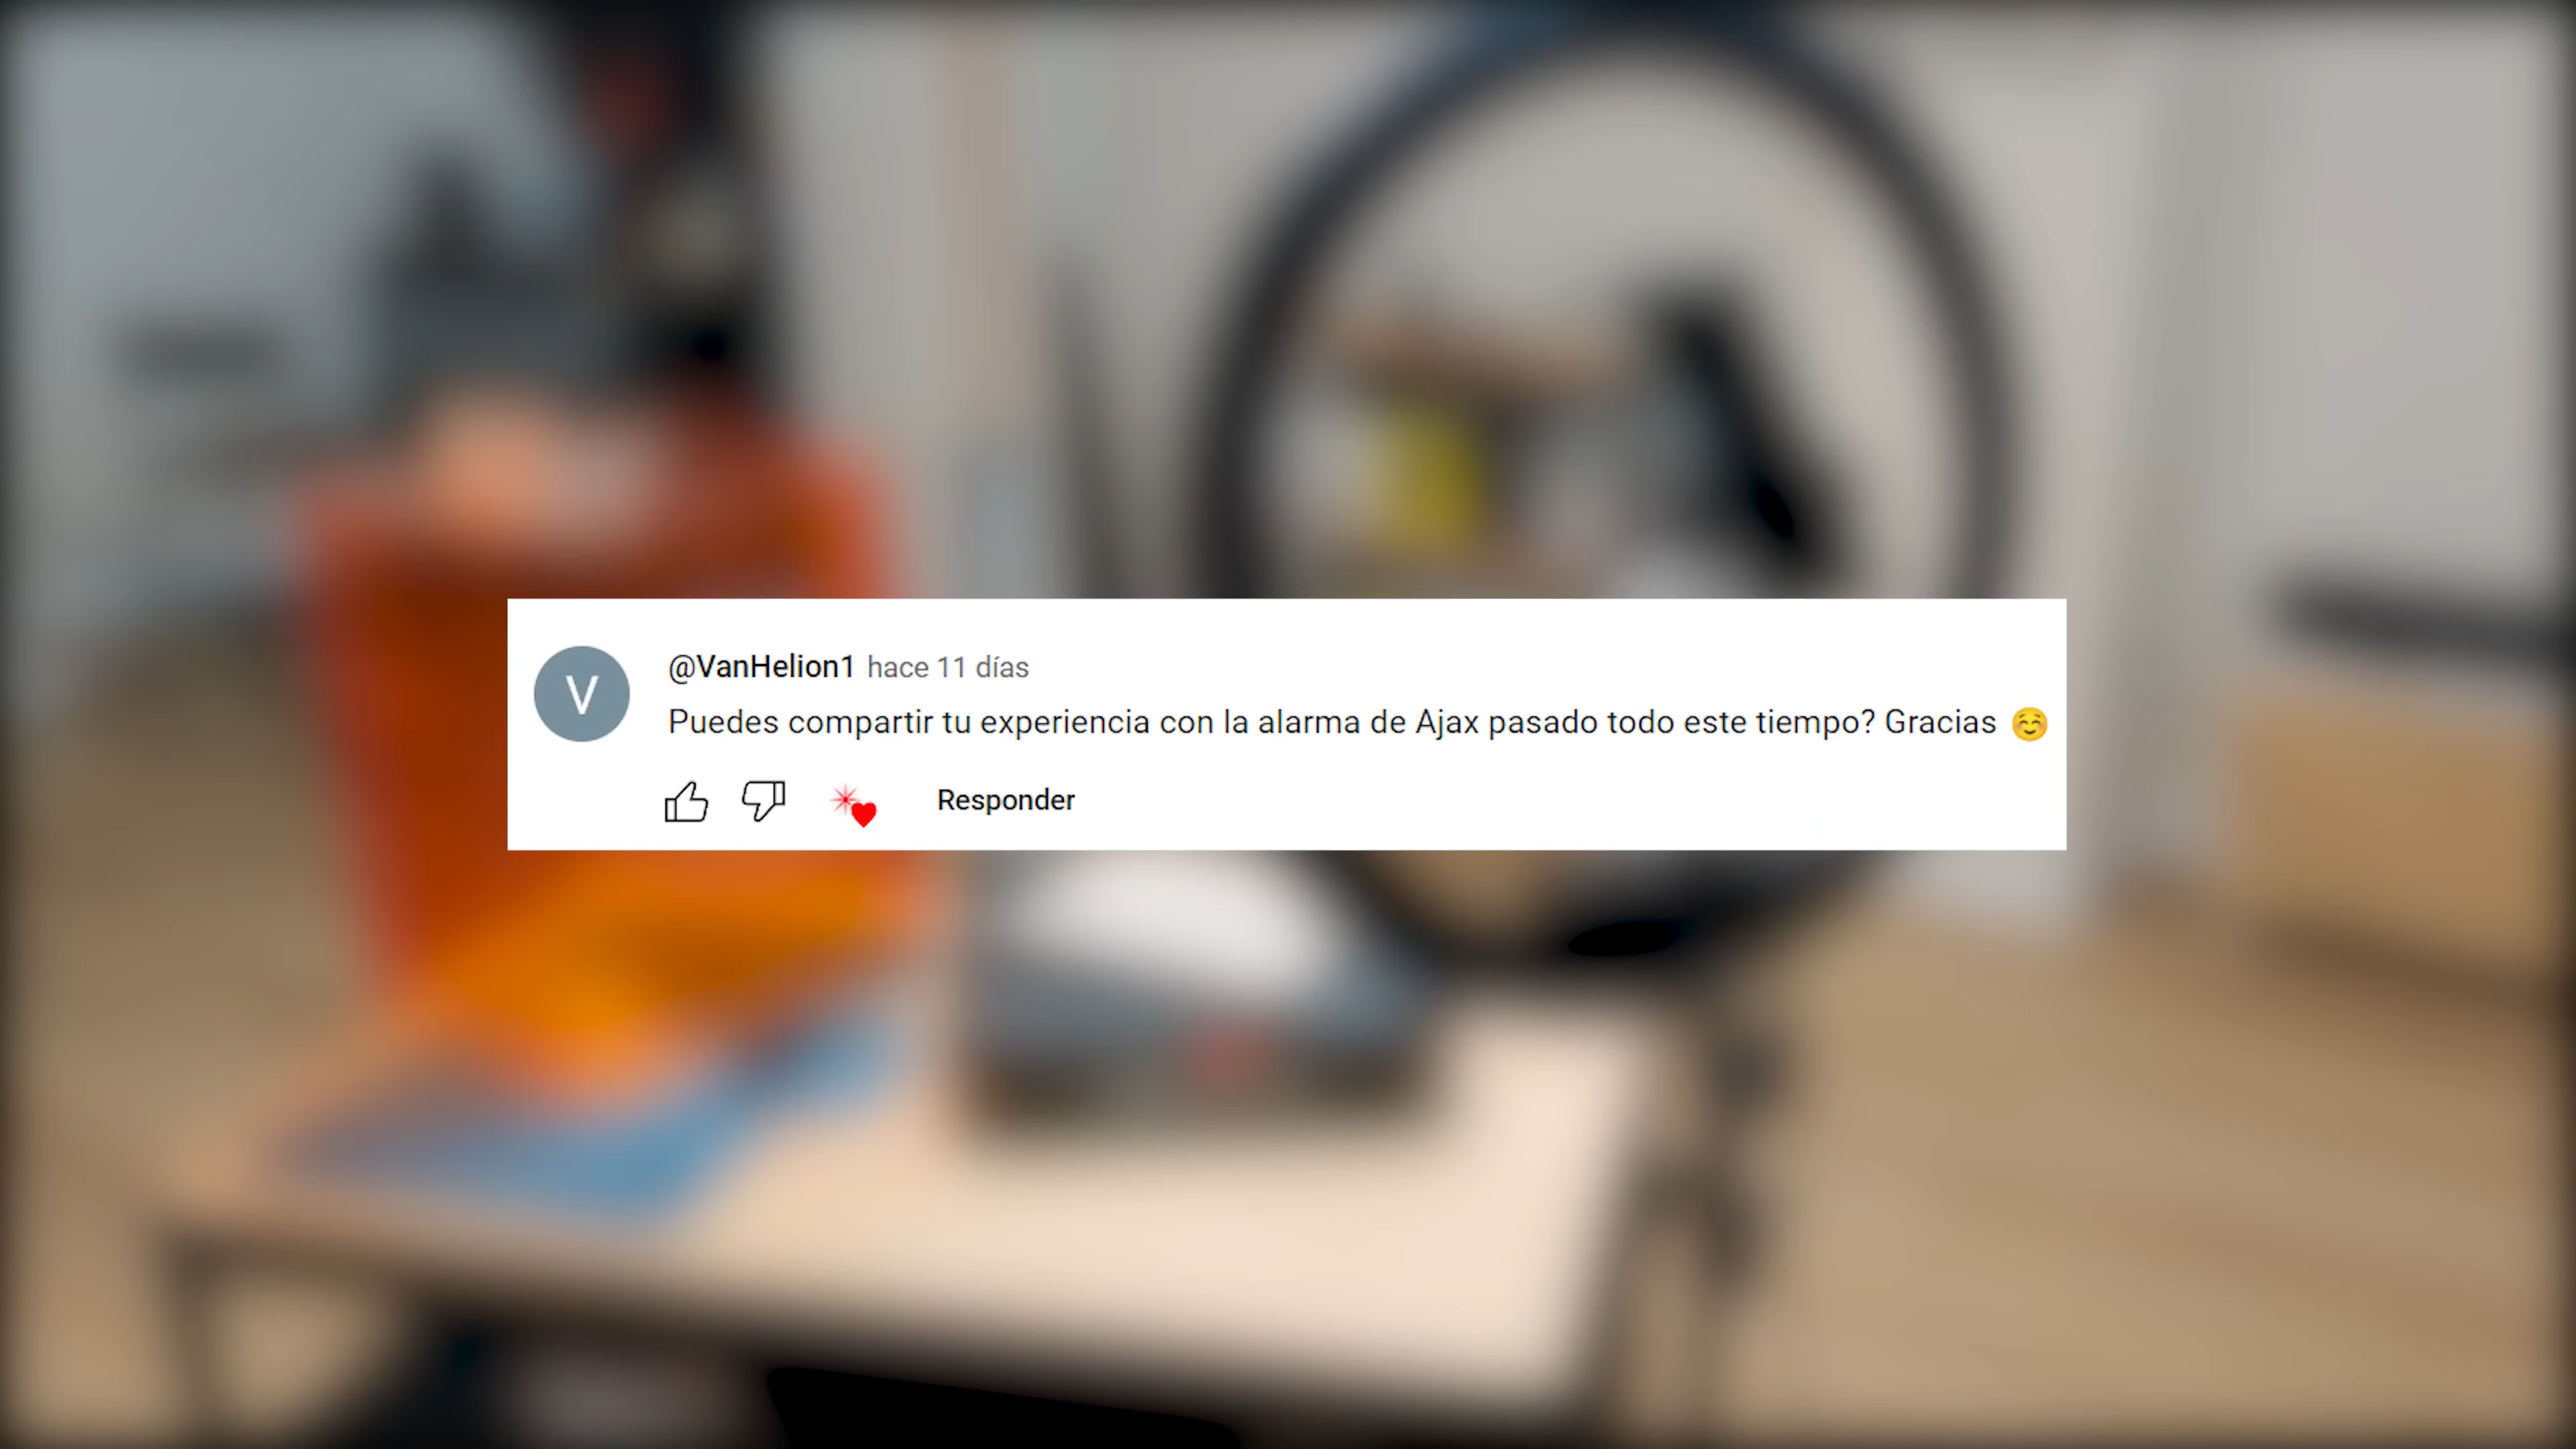 V
@VanHelion1 hace 11 días
Puedes compartir tu experiencia con la alarma de Ajax pasado todo este tiempo? Gracias ☺️
Responder